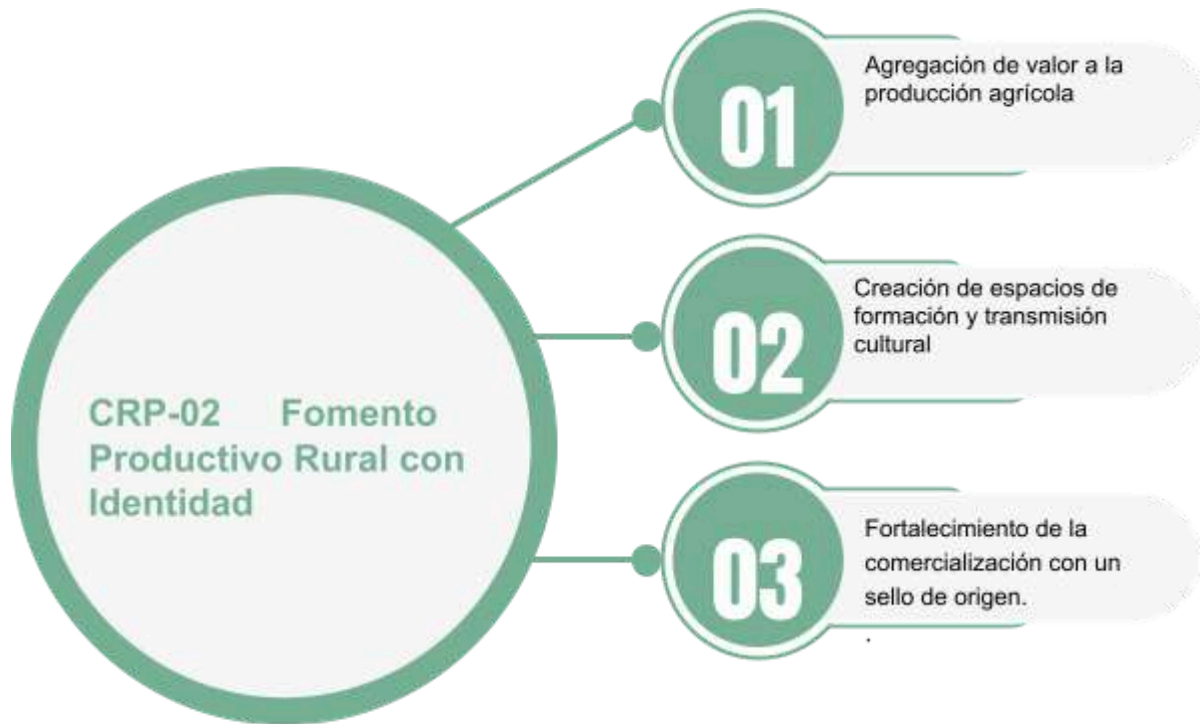 01
Agregación de valor a la
producción agrícola
02
Creación de espacios de
formación y transmisión
cultural
CRP-02 Fomento
Productivo Rural con
Identidad
03
Fortalecimiento de la
comercialización con un
sello de origen.
.